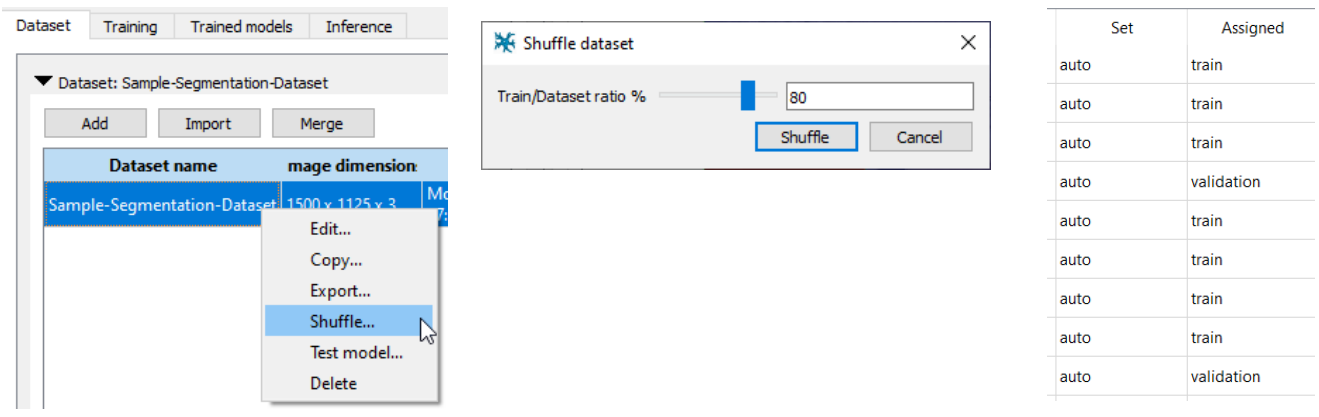 Dataset Training Trained models Inference
Dataset: Sample-Segmentation-Dataset
Add Import Merge
Dataset name mage dimension
Sample-Segmentation-Dataset 1500 x 1125 x 3 Mo
7:
Edit...
Copy...
Export...
Shuffle...
Test model...
Delete
Shuffle dataset
Train/Dataset ratio % 80
Shuffle Cancel
Set Assigned
auto train
auto train
auto train
auto validation
auto train
auto train
auto train
auto train
auto validation